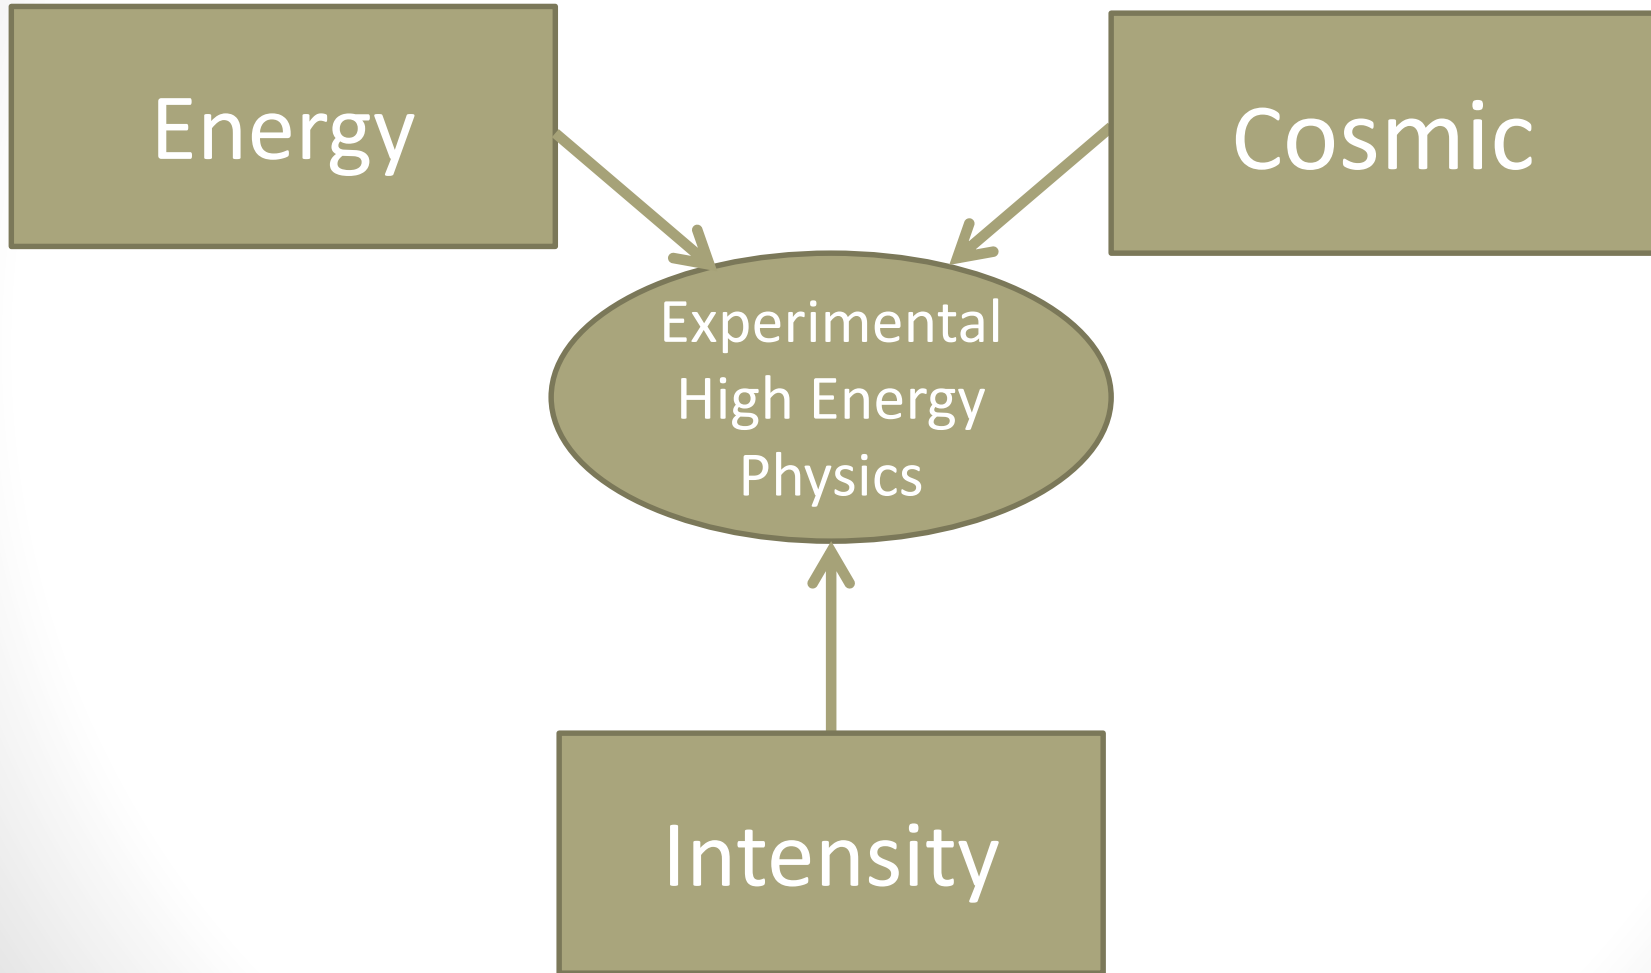 Energy
Cosmic
Experimental
High Energy
Physics
Intensity